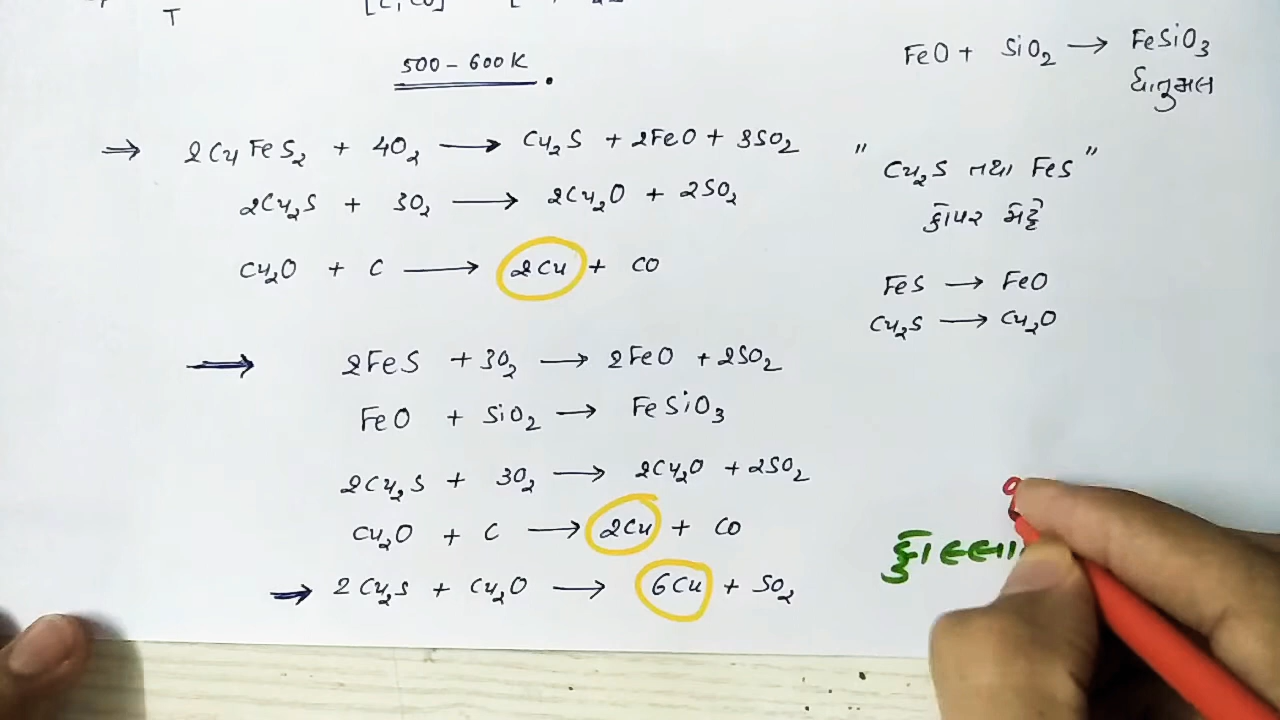 T
500 - 600K.
⇒ 2CuFeS₂ + 4O₂ → Cu₂S + 2FeO + 3SO₂
2Cu₂S + 3O₂ → 2Cu₂O + 2SO₂
Cu₂O + C → 2Cu + CO
⇒ 2FeS + 3O₂ → 2FeO + 2SO₂
FeO + SiO₂ → FeSiO₃
2Cu₂S + 3O₂ → 2Cu₂O + 2SO₂
Cu₂O + C → 2Cu + CO
⇒ 2Cu₂S + Cu₂O → 6Cu + SO₂
FeO + SiO₂ → FeSiO₃
ધાતુમલ
"Cu₂S તથા FeS"
કૉપર મેટ્ટે
FeS → FeO
Cu₂S → Cu₂O